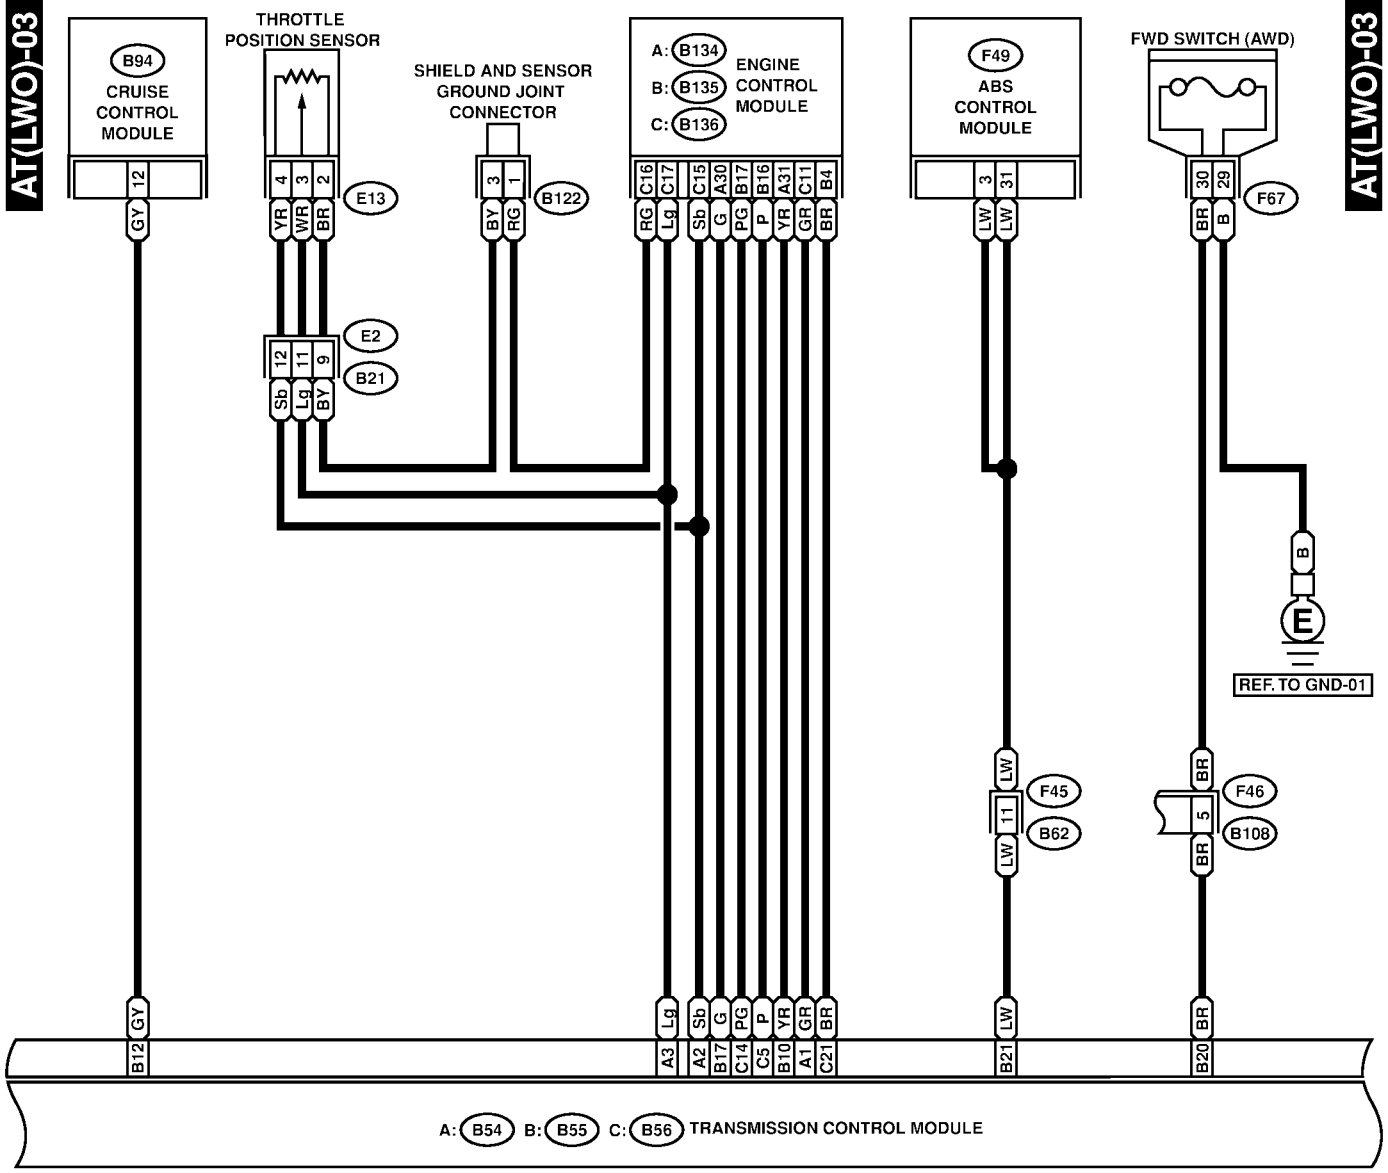 AT(LWO)-03
AT(LWO)-03
B94
CRUISE
CONTROL
MODULE
12
GY
THROTTLE
POSITION SENSOR
4 3 2
E13
YR WR BR
E2
12 11 9
B21
Sb Lg BY
SHIELD AND SENSOR
GROUND JOINT
CONNECTOR
3 1
B122
BY RG
A: B134
B: B135
C: B136
ENGINE
CONTROL
MODULE
C16 C17 C15 A30 B17 B16 A31 C11 B4
RG Lg Sb G PG P YR GR BR
F49
ABS
CONTROL
MODULE
3 31
LW LW
FWD SWITCH (AWD)
30 29
F67
BR B
B
E
REF. TO GND-01
LW
F45
11
B62
LW
BR
F46
5
B108
BR
GY Lg Sb G PG P YR GR BR LW BR
B12 A3 A2 B17 C14 C5 B10 A1 C21 B21 B20
A: B54 B: B55 C: B56 TRANSMISSION CONTROL MODULE